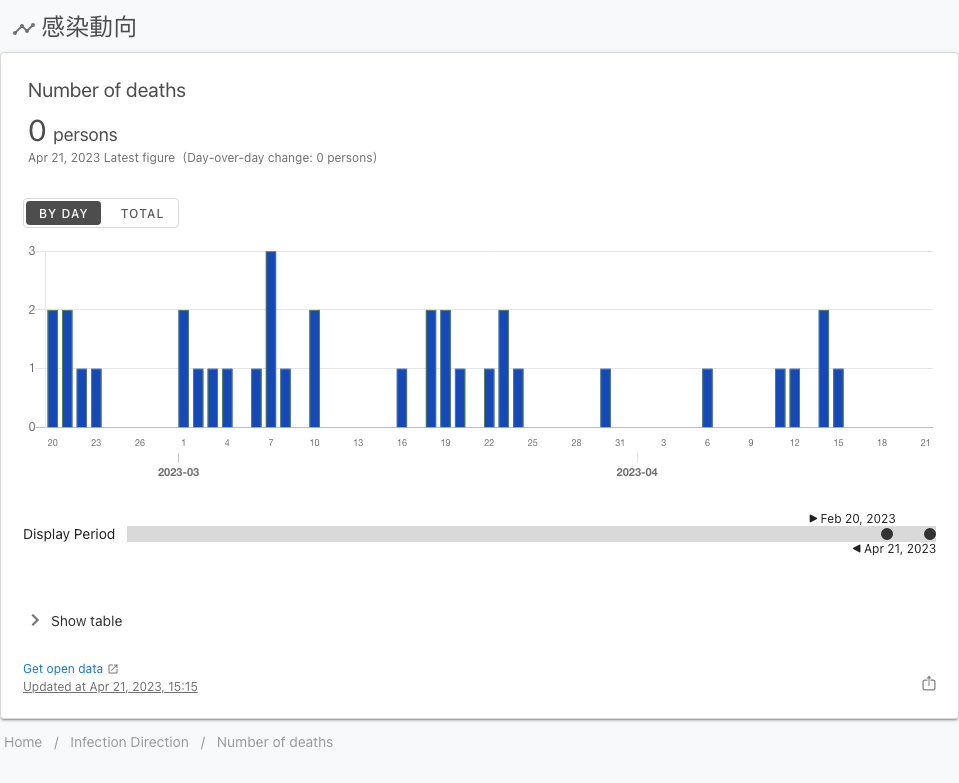 感染動向
Number of deaths
0 persons
Apr 21, 2023 Latest figure (Day-over-day change: 0 persons)
BY DAY TOTAL
3
2
1
0
20 23 26 1 4 7 10 13 16 19 22 25 28 31 3 6 9 12 15 18 21
2023-03 2023-04
Feb 20, 2023
Display Period
Apr 21, 2023
Show table
Get open data
Updated at Apr 21, 2023, 15:15
Home / Infection Direction / Number of deaths